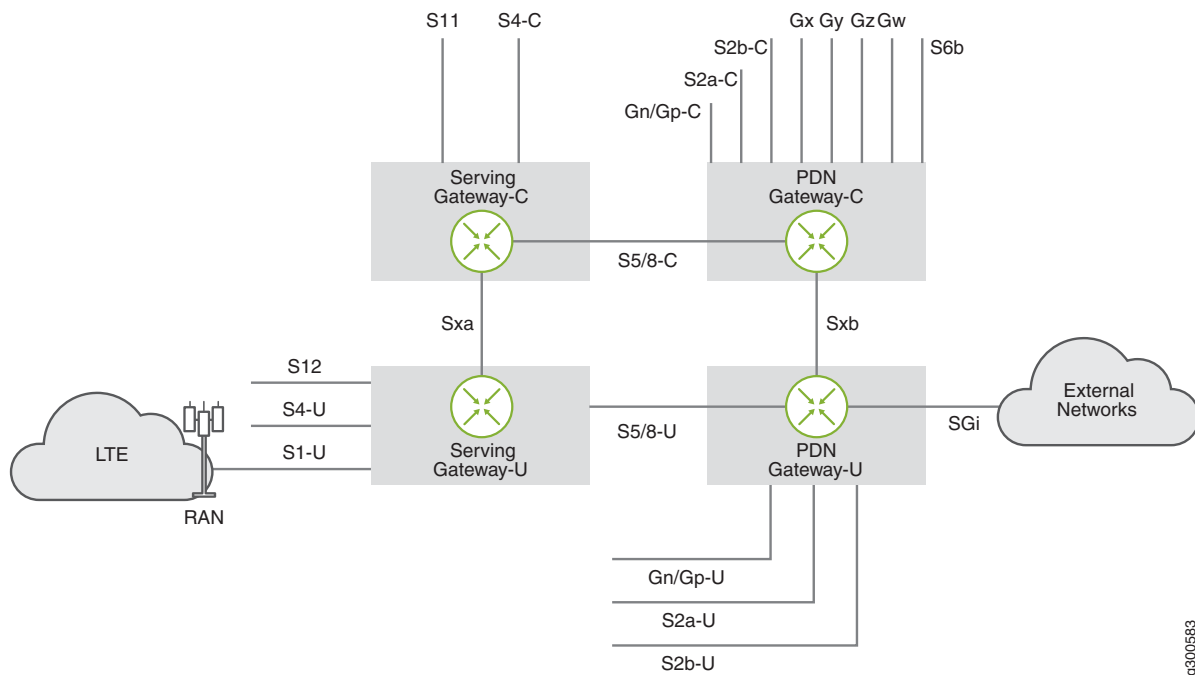 S11
S4-C
Gx
Gy
Gz
Gw
S2b-C
S6b
S2a-C
Gn/Gp-C
Serving
Gateway-C
PDN
Gateway-C
S5/8-C
Sxa
Sxb
S12
S4-U
S1-U
LTE
RAN
Serving
Gateway-U
S5/8-U
PDN
Gateway-U
SGi
External
Networks
Gn/Gp-U
S2a-U
S2b-U
g300583